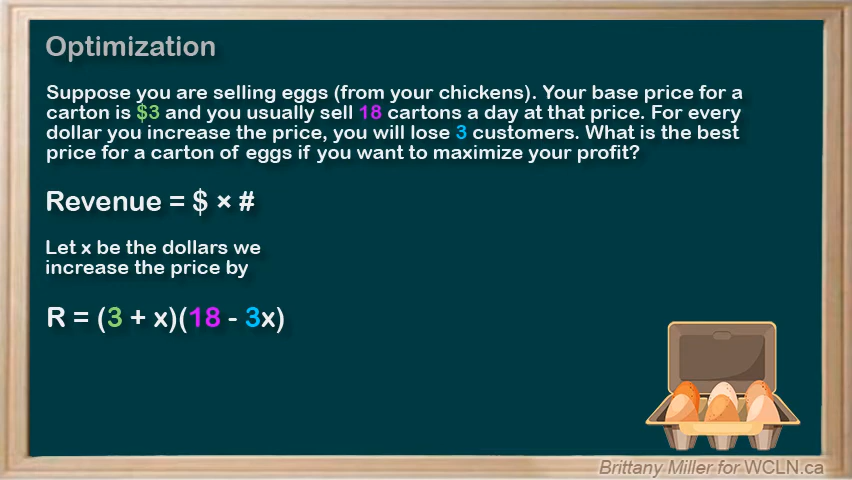 Optimization
Suppose you are selling eggs (from your chickens). Your base price for a
carton is $3 and you usually sell 18 cartons a day at that price. For every
dollar you increase the price, you will lose 3 customers. What is the best
price for a carton of eggs if you want to maximize your profit?
Revenue = $ × #
Let x be the dollars we
increase the price by
R = (3 + x)(18 - 3x)
Brittany Miller for WCLN.ca